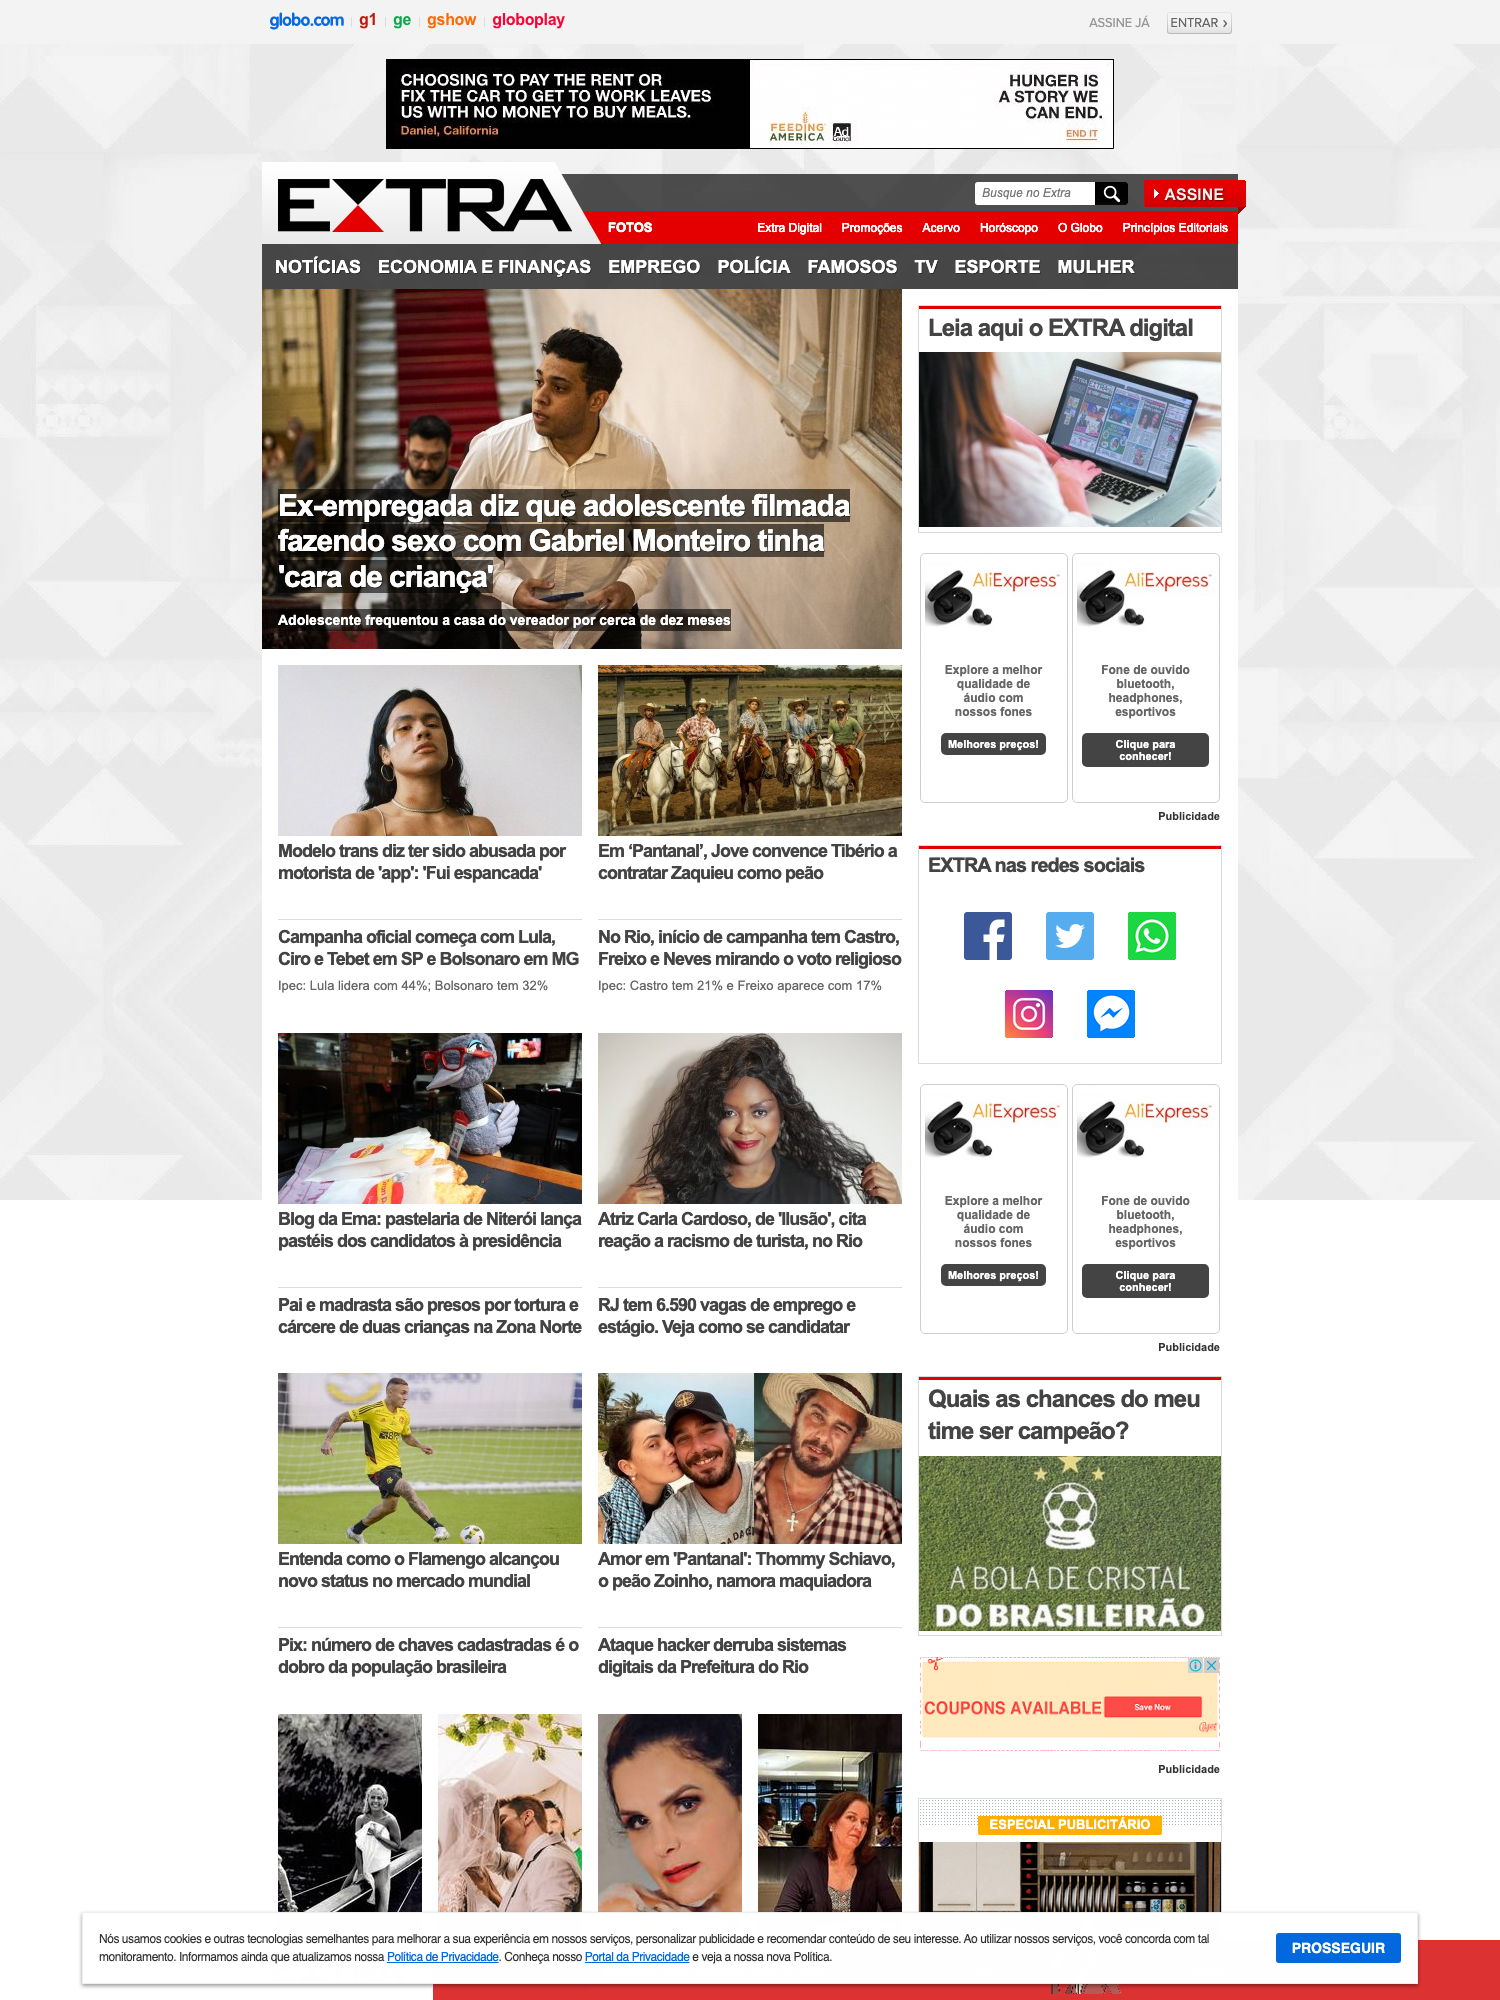 globo.com g1 ge gshow globoplay
ASSINE JÁ ENTRAR
CHOOSING TO PAY THE RENT OR
FIX THE CAR TO GET TO WORK LEAVES
US WITH NO MONEY TO BUY MEALS.
Daniel, California
FEEDING
AMERICA
Ad
Council
HUNGER IS
A STORY WE
CAN END.
END IT
EXTRA
Busque no Extra
ASSINE
FOTOS Extra Digital Promoções Acervo Horóscopo O Globo Princípios Editoriais
NOTÍCIAS ECONOMIA E FINANÇAS EMPREGO POLÍCIA FAMOSOS TV ESPORTE MULHER
Ex-empregada diz que adolescente filmada
fazendo sexo com Gabriel Monteiro tinha
'cara de criança'
Adolescente frequentou a casa do vereador por cerca de dez meses
Modelo trans diz ter sido abusada por
motorista de 'app': 'Fui espancada'
Em ‘Pantanal’, Jove convence Tibério a
contratar Zaquieu como peão
Campanha oficial começa com Lula,
Ciro e Tebet em SP e Bolsonaro em MG
Ipec: Lula lidera com 44%; Bolsonaro tem 32%
No Rio, início de campanha tem Castro,
Freixo e Neves mirando o voto religioso
Ipec: Castro tem 21% e Freixo aparece com 17%
Blog da Ema: pastelaria de Niterói lança
pastéis dos candidatos à presidência
Atriz Carla Cardoso, de 'Ilusão', cita
reação a racismo de turista, no Rio
Pai e madrasta são presos por tortura e
cárcere de duas crianças na Zona Norte
RJ tem 6.590 vagas de emprego e
estágio. Veja como se candidatar
Entenda como o Flamengo alcançou
novo status no mercado mundial
Amor em 'Pantanal': Thommy Schiavo,
o peão Zoinho, namora maquiadora
Pix: número de chaves cadastradas é o
dobro da população brasileira
Ataque hacker derruba sistemas
digitais da Prefeitura do Rio
Leia aqui o EXTRA digital
AliExpress
Explore a melhor
qualidade de
áudio com
nossos fones
Melhores preços!
AliExpress
Fone de ouvido
bluetooth,
headphones,
esportivos
Clique para
conhecer!
Publicidade
EXTRA nas redes sociais
AliExpress
Explore a melhor
qualidade de
áudio com
nossos fones
Melhores preços!
AliExpress
Fone de ouvido
bluetooth,
headphones,
esportivos
Clique para
conhecer!
Publicidade
Quais as chances do meu
time ser campeão?
A BOLA DE CRISTAL
DO BRASILEIRÃO
COUPONS AVAILABLE Save Now
Publicidade
ESPECIAL PUBLICITÁRIO
Nós usamos cookies e outras tecnologias semelhantes para melhorar a sua experiência em nossos serviços, personalizar publicidade e recomendar conteúdo de seu interesse. Ao utilizar nossos serviços, você concorda com tal
monitoramento. Informamos ainda que atualizamos nossa Política de Privacidade. Conheça nosso Portal da Privacidade e veja a nossa nova Política.
PROSSEGUIR